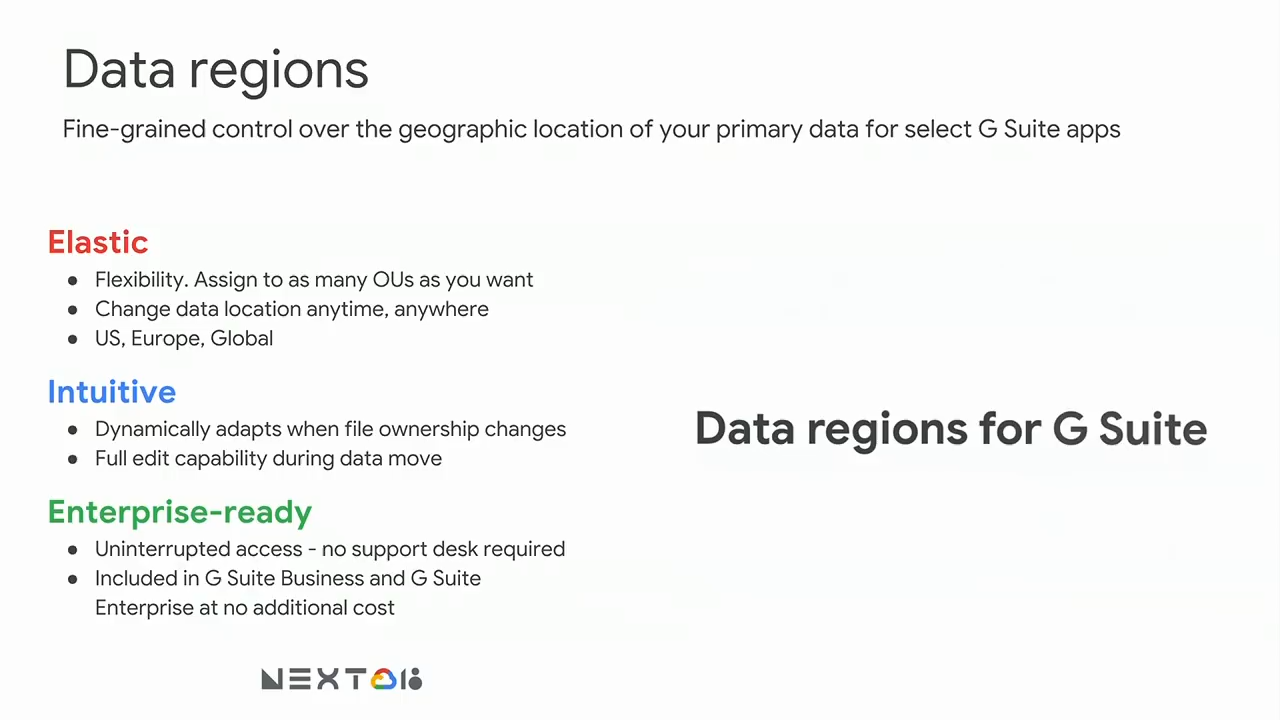 Data regions
Fine-grained control over the geographic location of your primary data for select G Suite apps
Elastic
● Flexibility. Assign to as many OUs as you want
● Change data location anytime, anywhere
● US, Europe, Global
Intuitive
● Dynamically adapts when file ownership changes
● Full edit capability during data move
Enterprise-ready
● Uninterrupted access - no support desk required
● Included in G Suite Business and G Suite
Enterprise at no additional cost
Data regions for G Suite
NEXT 18